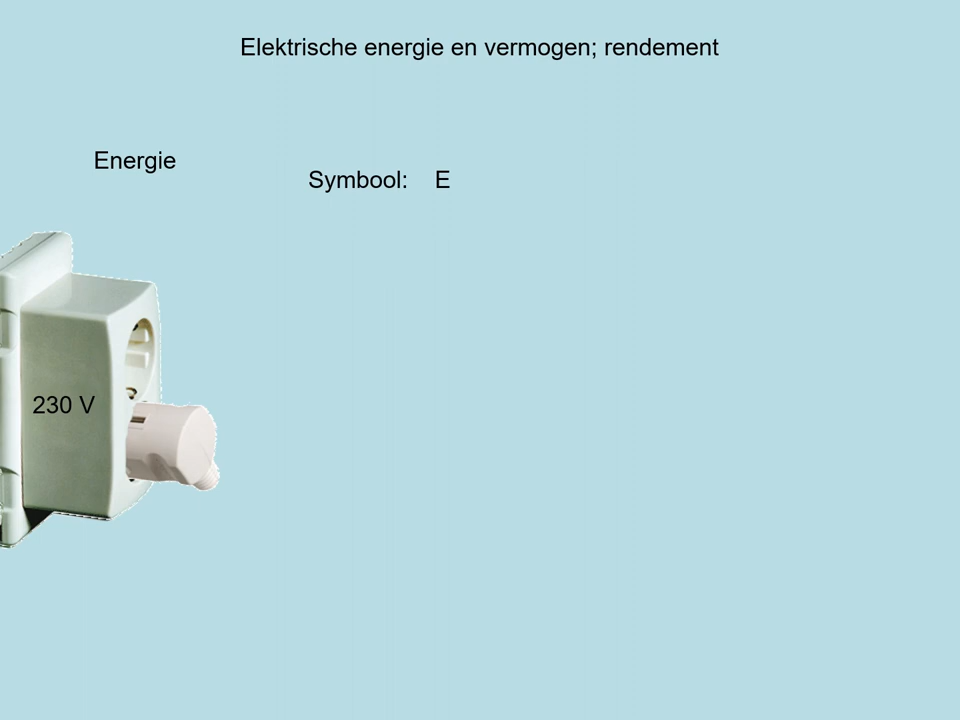 Elektrische energie en vermogen; rendement
Energie
Symbool: E
230 V